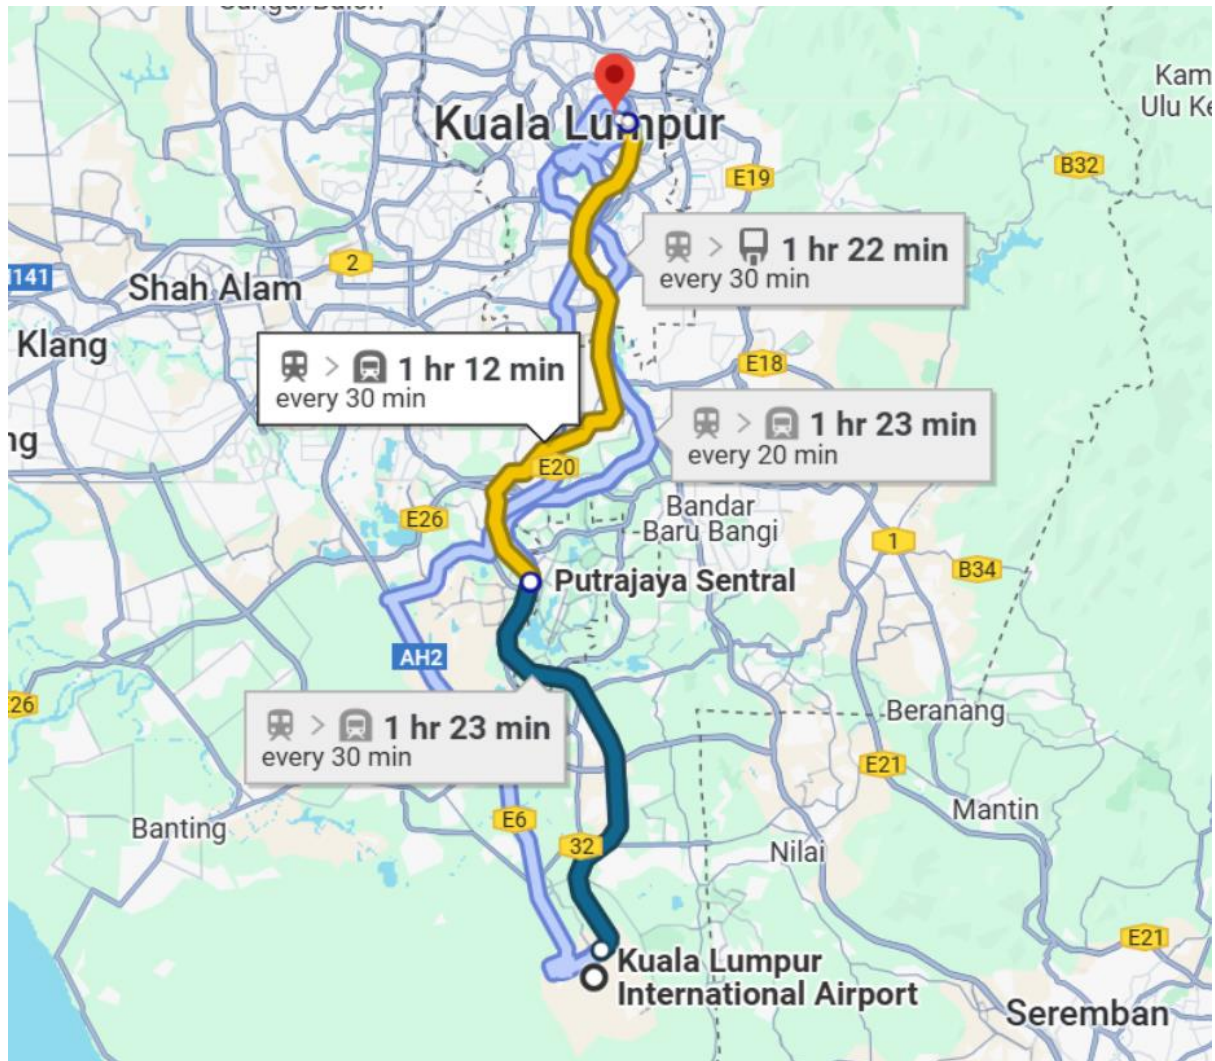 Kuala Lumpur
Kam
Ulu Ke
B32
E19
1 hr 22 min
every 30 min
2
141
Shah Alam
Klang
1 hr 12 min
every 30 min
E18
1 hr 23 min
every 20 min
ng
E20
E26
Bandar
Baru Bangi
1
B34
Putrajaya Sentral
AH2
26
Beranang
1 hr 23 min
every 30 min
E21
Banting
E6
32
Mantin
Nilai
E21
Kuala Lumpur
International Airport
Seremban